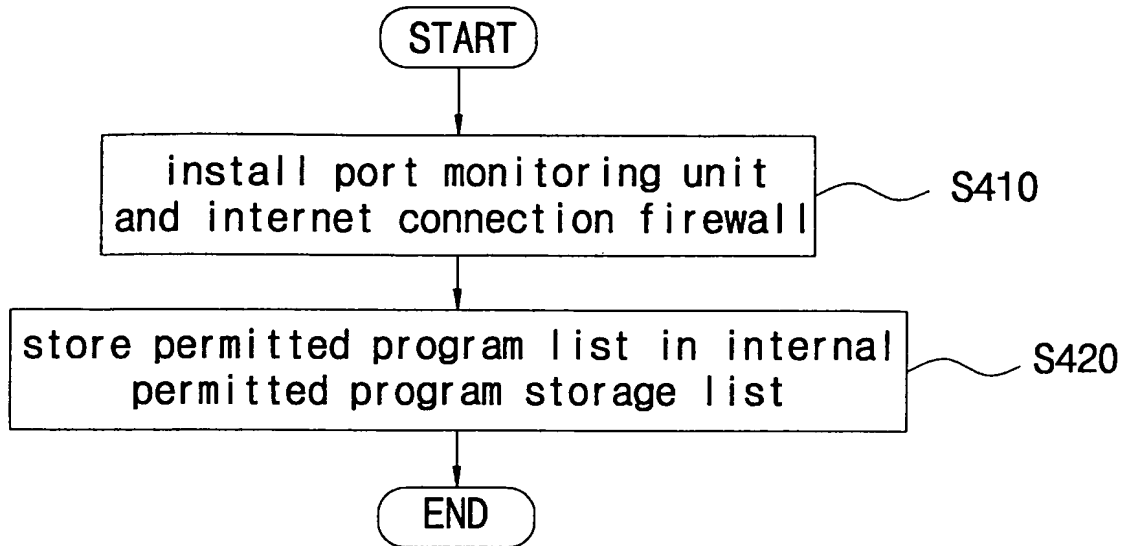 START
install port monitoring unit
and internet connection firewall
S410
store permitted program list in internal
permitted program storage list
S420
END